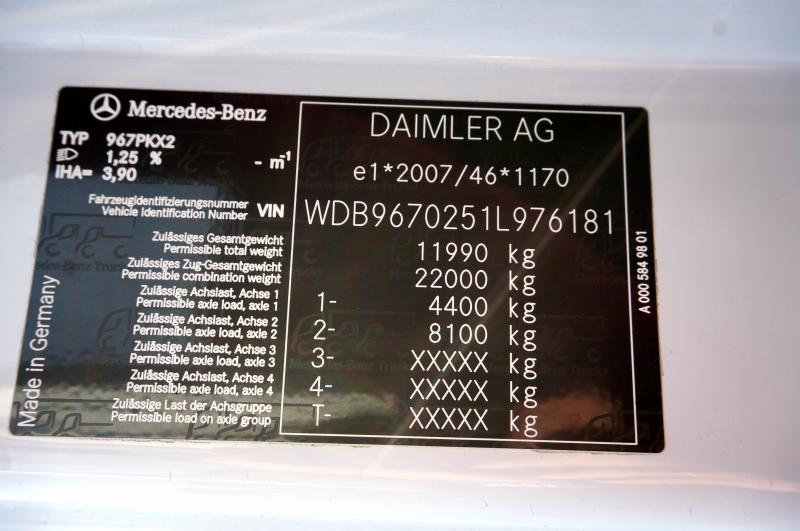 Mercedes-Benz
TYP 967PKX2
1,25 % - m⁻¹
IHA= 3,90
DAIMLER AG
e1*2007/46*1170
Fahrzeugidentifizierungsnummer
Vehicle Identification Number VIN WDB9670251L976181
Zulässiges Gesamtgewicht
Permissible total weight 11990 kg
Zulässiges Zug-Gesamtgewicht
Permissible combination weight 22000 kg
Zulässige Achslast, Achse 1
Permissible axle load, axle 1 1- 4400 kg
Zulässige Achslast, Achse 2
Permissible axle load, axle 2 2- 8100 kg
Zulässige Achslast, Achse 3
Permissible axle load, axle 3 3- XXXXX kg
Zulässige Achslast, Achse 4
Permissible axle load, axle 4 4- XXXXX kg
Zulässige Last der Achsgruppe
Permissible load on axle group T- XXXXX kg
Made in Germany
A 000 584 98 01